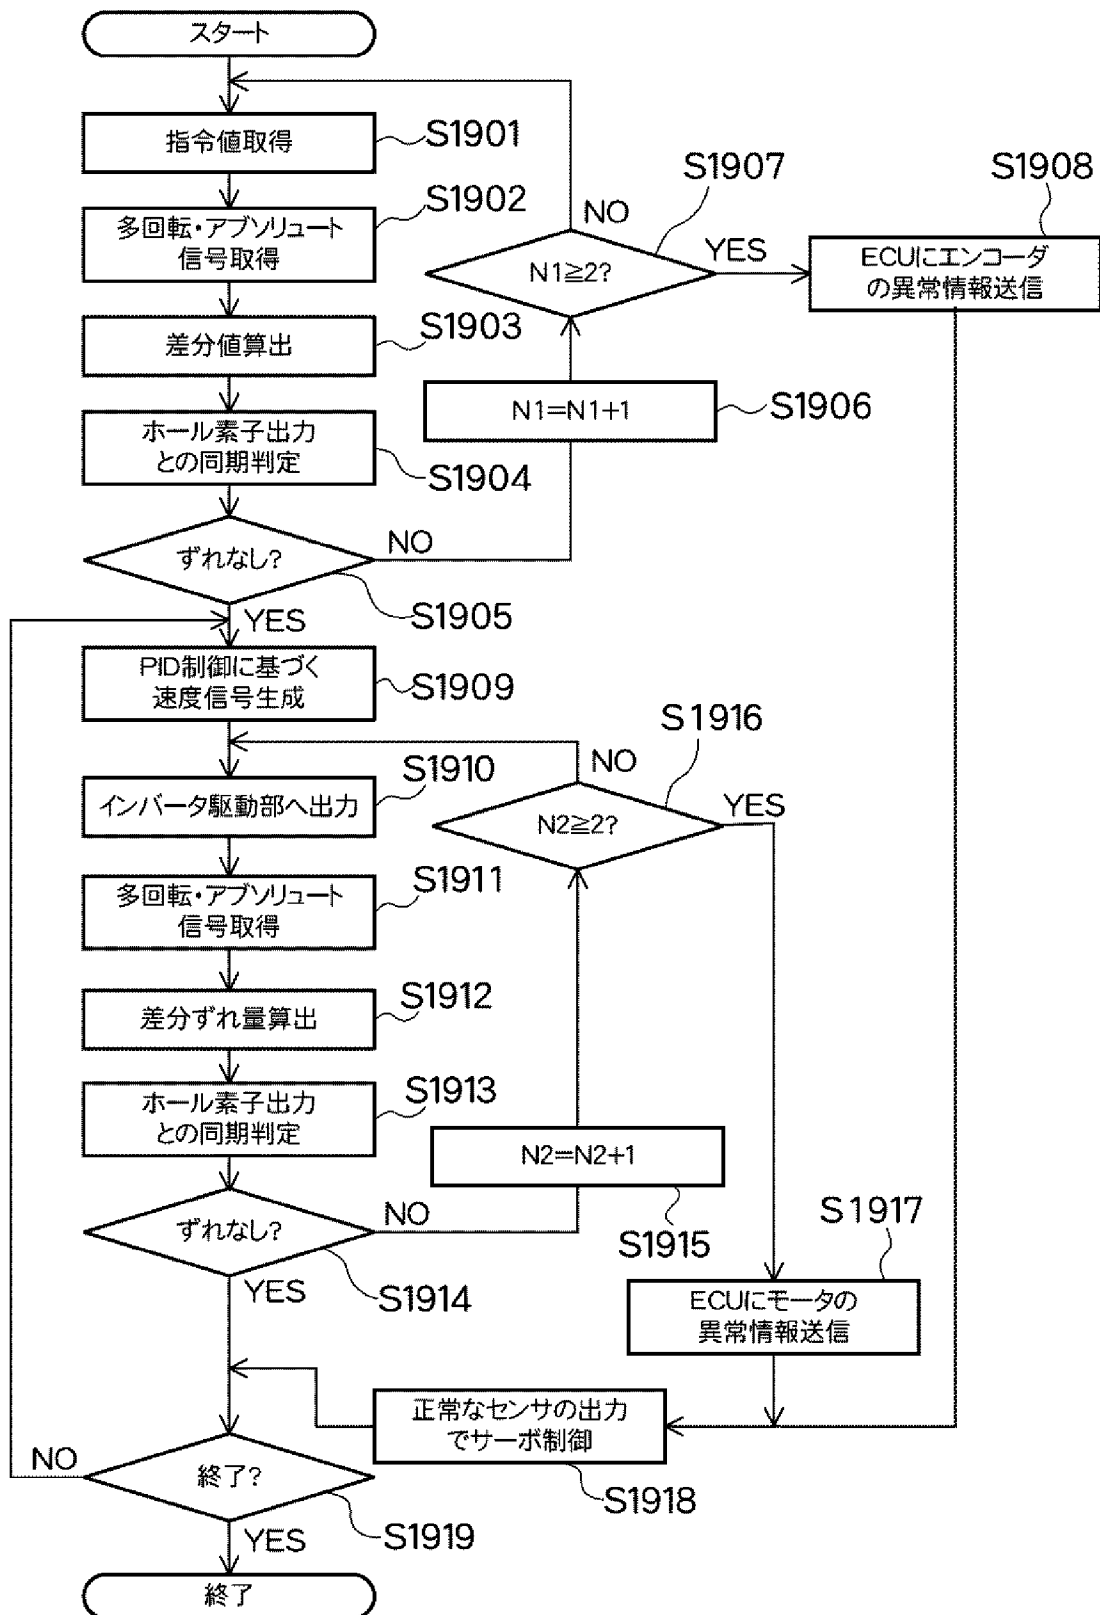 スタート
指令値取得
S1901
多回転・アブソリュート
信号取得
S1902
差分値算出
S1903
ホール素子出力
との同期判定
S1904
ずれなし?
S1905
NO
YES
N1=N1+1
S1906
N1≧2?
S1907
NO
YES
ECUにエンコーダ
の異常情報送信
S1908
PID制御に基づく
速度信号生成
S1909
インバータ駆動部へ出力
S1910
多回転・アブソリュート
信号取得
S1911
差分ずれ量算出
S1912
ホール素子出力
との同期判定
S1913
ずれなし?
S1914
NO
YES
N2=N2+1
S1915
N2≧2?
S1916
NO
YES
ECUにモータの
異常情報送信
S1917
正常なセンサの出力
でサーボ制御
S1918
終了?
S1919
NO
YES
終了